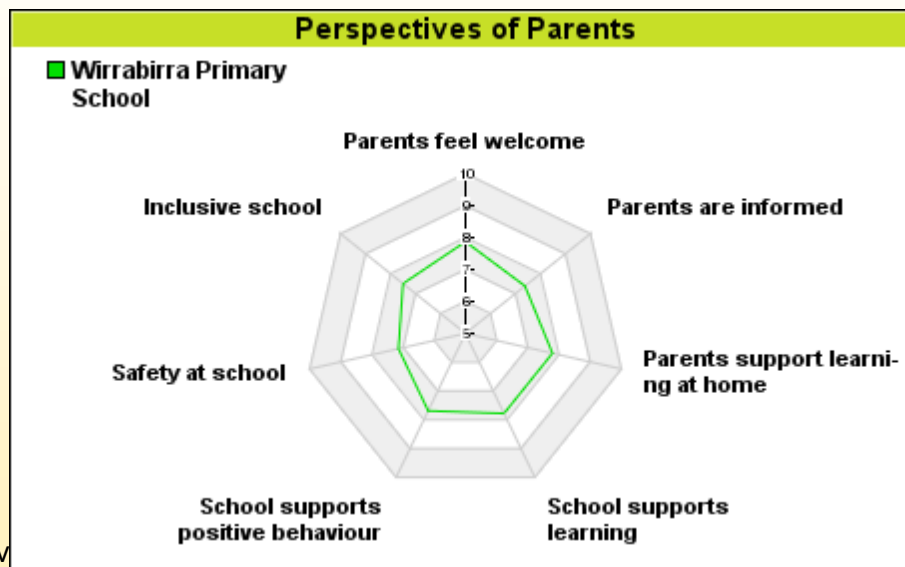 Perspectives of Parents
Wirrabirra Primary
School
Parents feel welcome
Inclusive school
Parents are informed
10
9-
8-
7-
6-
5-
Safety at school
Parents support learni-
ng at home
School supports
positive behaviour
School supports
learning
v